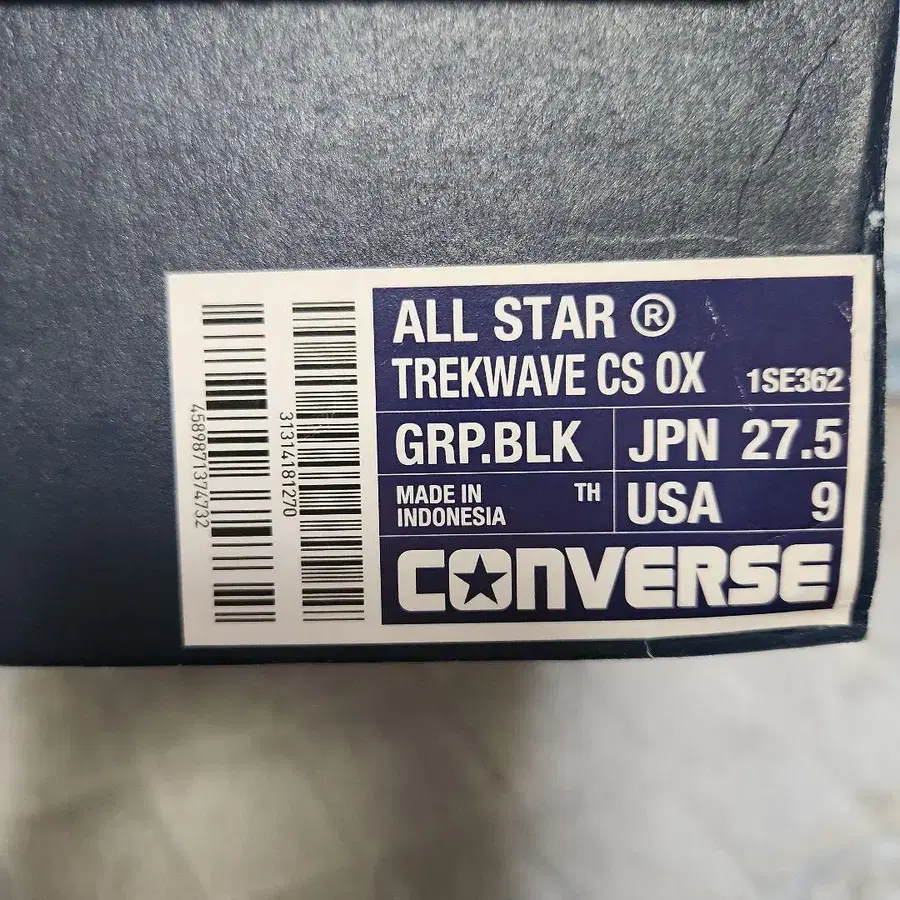 ALL STAR ®
TREKWAVE CS OX 1SE362
GRP.BLK JPN 27.5
MADE IN INDONESIA TH USA 9
CONVERSE
4589871374732
31314181270